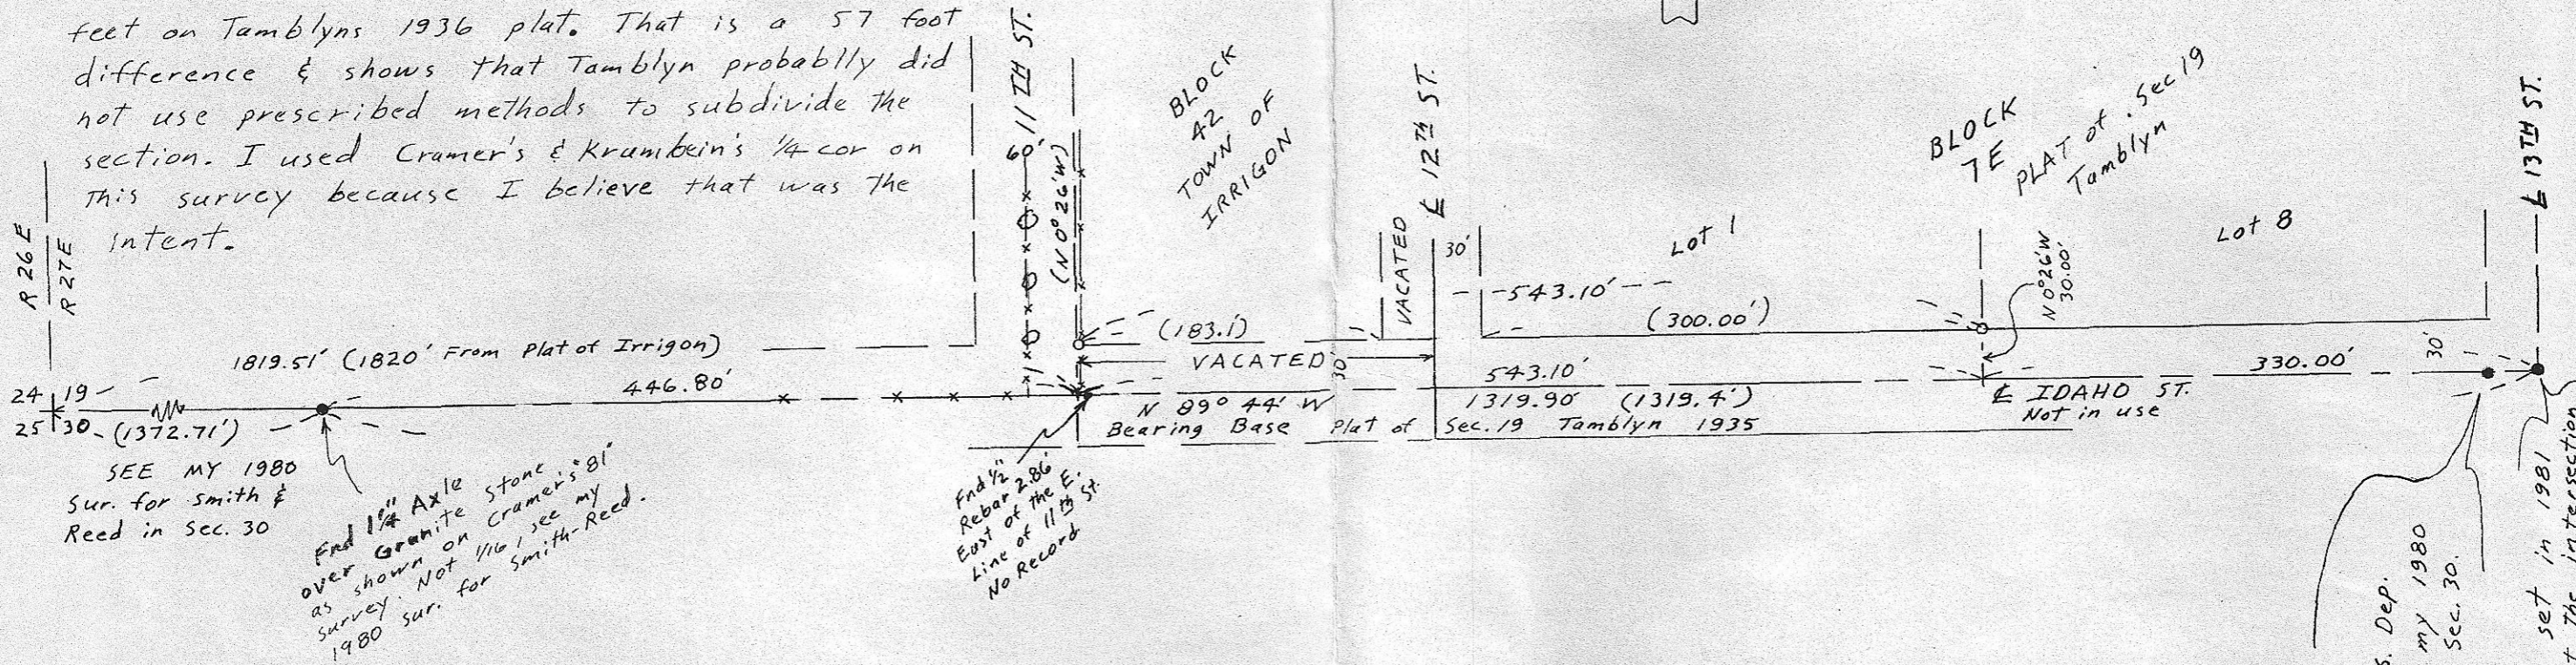 feet on Tamblyns 1936 plat. That is a 57 foot
difference & shows that Tamblyn probablly did
not use prescribed methods to subdivide the
section. I used Cramer's & Krumbein's 1/4 cor on
this survey because I believe that was the
intent.
R 26 E
R 27 E
24 19
25 30
1819.51' (1820' From Plat of Irrigon)
446.80'
(1372.71')
SEE MY 1980
Sur. for Smith &
Reed in Sec. 30
Fnd 1 1/4" Axle
over Granite Stone
as shown on Cramer's '81
survey. Not 1/16, see my
1980 sur. for Smith-Reed.
11TH ST.
60'
(N 0° 26' W)
BLOCK
42
TOWN OF
IRRIGON
(183.1)
VACATED
30'
VACATED
℄ 12TH ST.
30'
Fnd 1/2"
Rebar 2.86'
East of the E.
Line of 11th St.
No Record
N 89° 44' W
Bearing Base Plat of Sec. 19 Tamblyn 1935
543.10'
1319.90' (1319.4')
543.10'
(300.00')
Lot 1
BLOCK
7E
PLAT of Sec 19
Tamblyn
Lot 8
N 0° 26' W
30.00'
330.00'
30'
℄ IDAHO ST.
Not in use
℄ 13TH ST.
S. Dep.
my 1980
Sec. 30.
set in 1981
the intersection